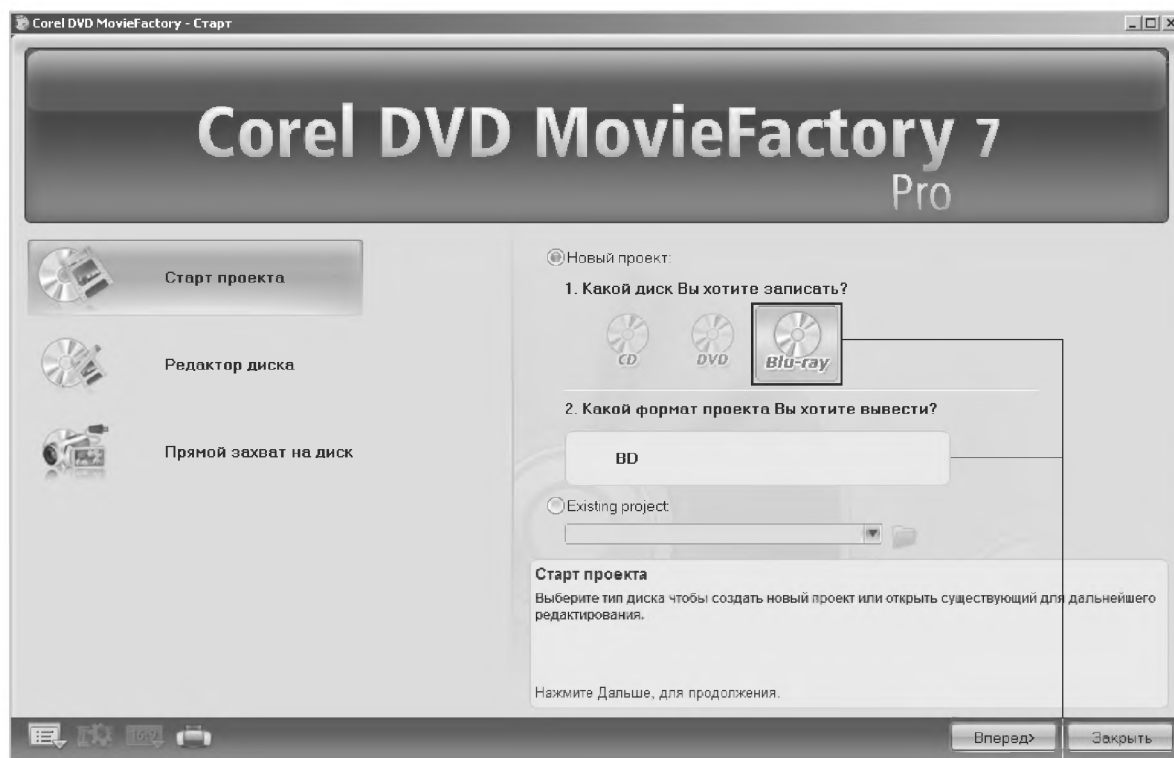 Corel DVD MovieFactory - Старт
Corel DVD MovieFactory 7
Pro
Старт проекта
Редактор диска
Прямой захват на диск
Новый проект:
1. Какой диск Вы хотите записать?
CD
DVD
Blu-ray
2. Какой формат проекта Вы хотите вывести?
BD
Existing project:
Старт проекта
Выберите тип диска чтобы создать новый проект или открыть существующий для дальнейшего
редактирования.
Нажмите Дальше, для продолжения.
16:9
Вперед>
Закрыть